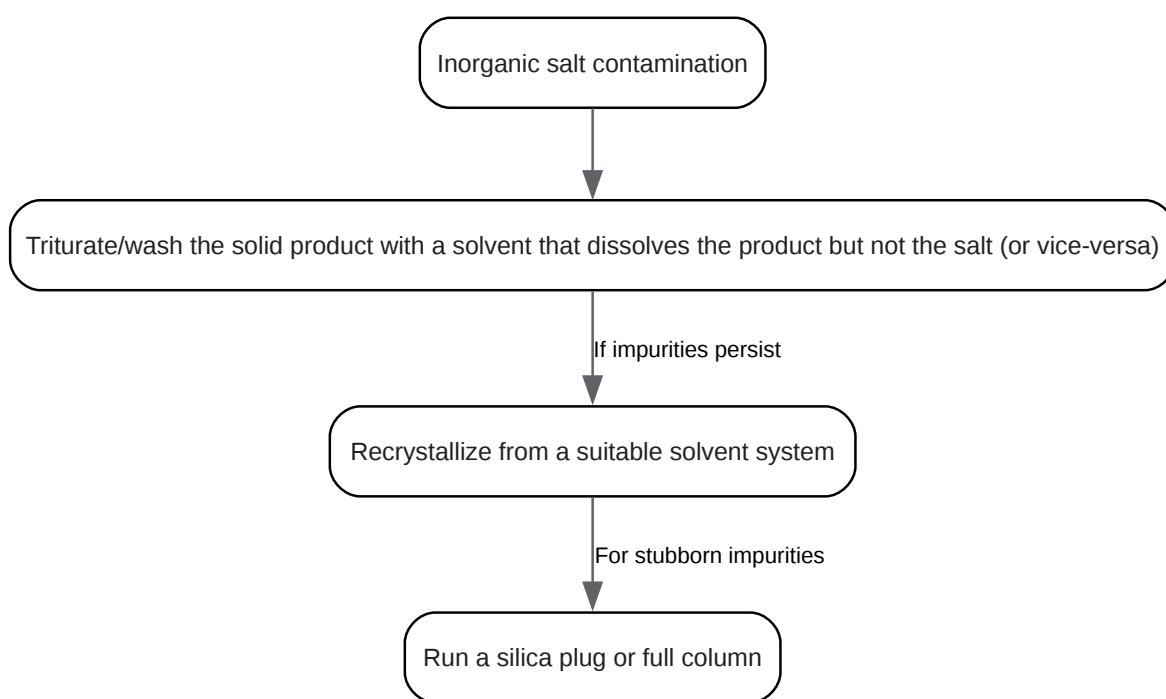 Inorganic salt contamination
Triturate/wash the solid product with a solvent that dissolves the product but not the salt (or vice-versa)
If impurities persist
Recrystallize from a suitable solvent system
For stubborn impurities
Run a silica plug or full column